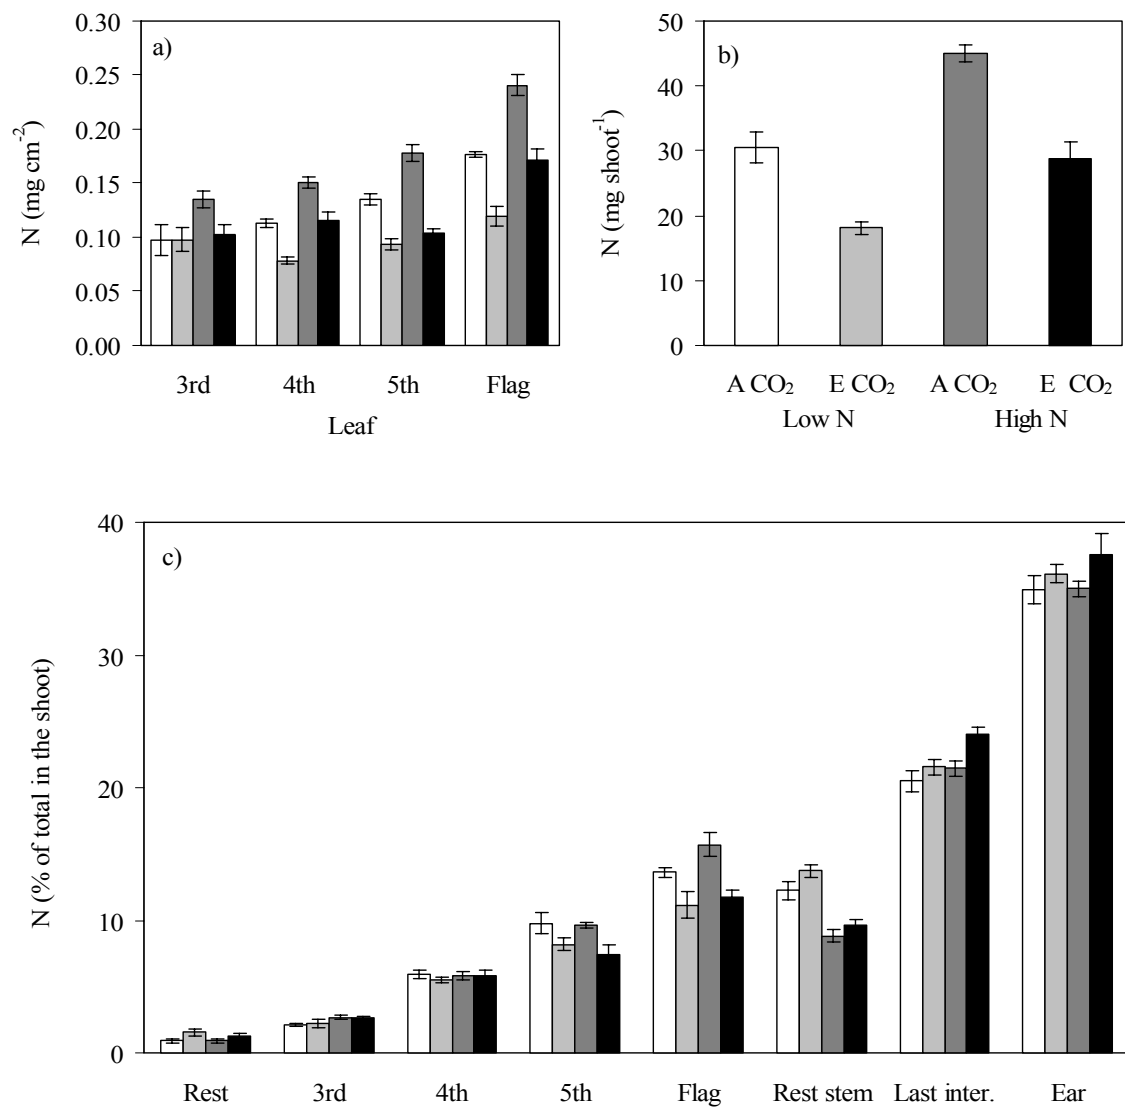 a)
N (mg cm-2)
0.30
0.25
0.20
0.15
0.10
0.05
0.00
3rd 4th 5th Flag
Leaf
b)
N (mg shoot-1)
50
40
30
20
10
0
A CO2 E CO2 A CO2 E CO2
Low N High N
c)
N (% of total in the shoot)
40
30
20
10
0
Rest 3rd 4th 5th Flag Rest stem Last inter. Ear